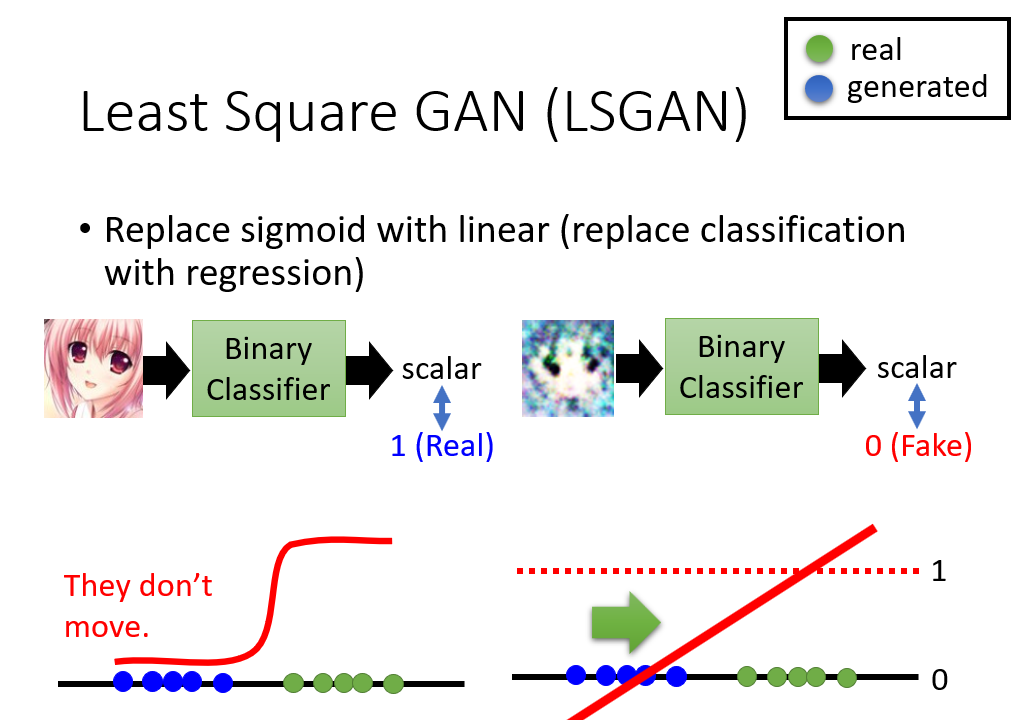 real
generated
Least Square GAN (LSGAN)
• Replace sigmoid with linear (replace classification
with regression)
Binary
Classifier
scalar
1 (Real)
Binary
Classifier
scalar
0 (Fake)
They don’t
move.
1
0